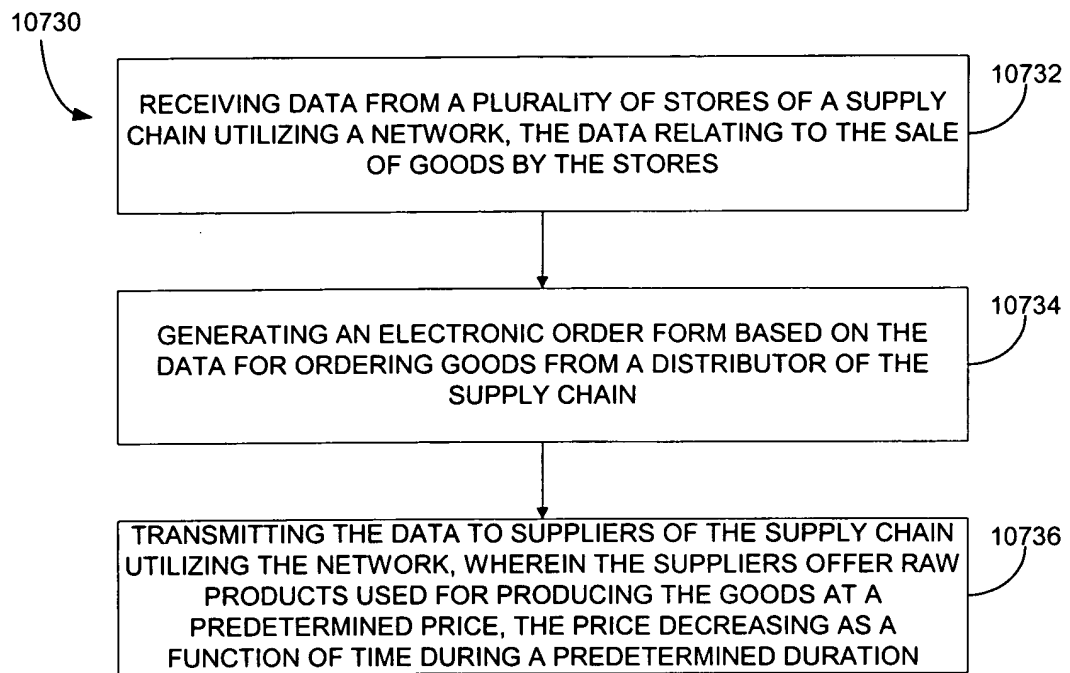 10730
10732
RECEIVING DATA FROM A PLURALITY OF STORES OF A SUPPLY
CHAIN UTILIZING A NETWORK, THE DATA RELATING TO THE SALE
OF GOODS BY THE STORES
10734
GENERATING AN ELECTRONIC ORDER FORM BASED ON THE
DATA FOR ORDERING GOODS FROM A DISTRIBUTOR OF THE
SUPPLY CHAIN
10736
TRANSMITTING THE DATA TO SUPPLIERS OF THE SUPPLY CHAIN
UTILIZING THE NETWORK, WHEREIN THE SUPPLIERS OFFER RAW
PRODUCTS USED FOR PRODUCING THE GOODS AT A
PREDETERMINED PRICE, THE PRICE DECREASING AS A
FUNCTION OF TIME DURING A PREDETERMINED DURATION